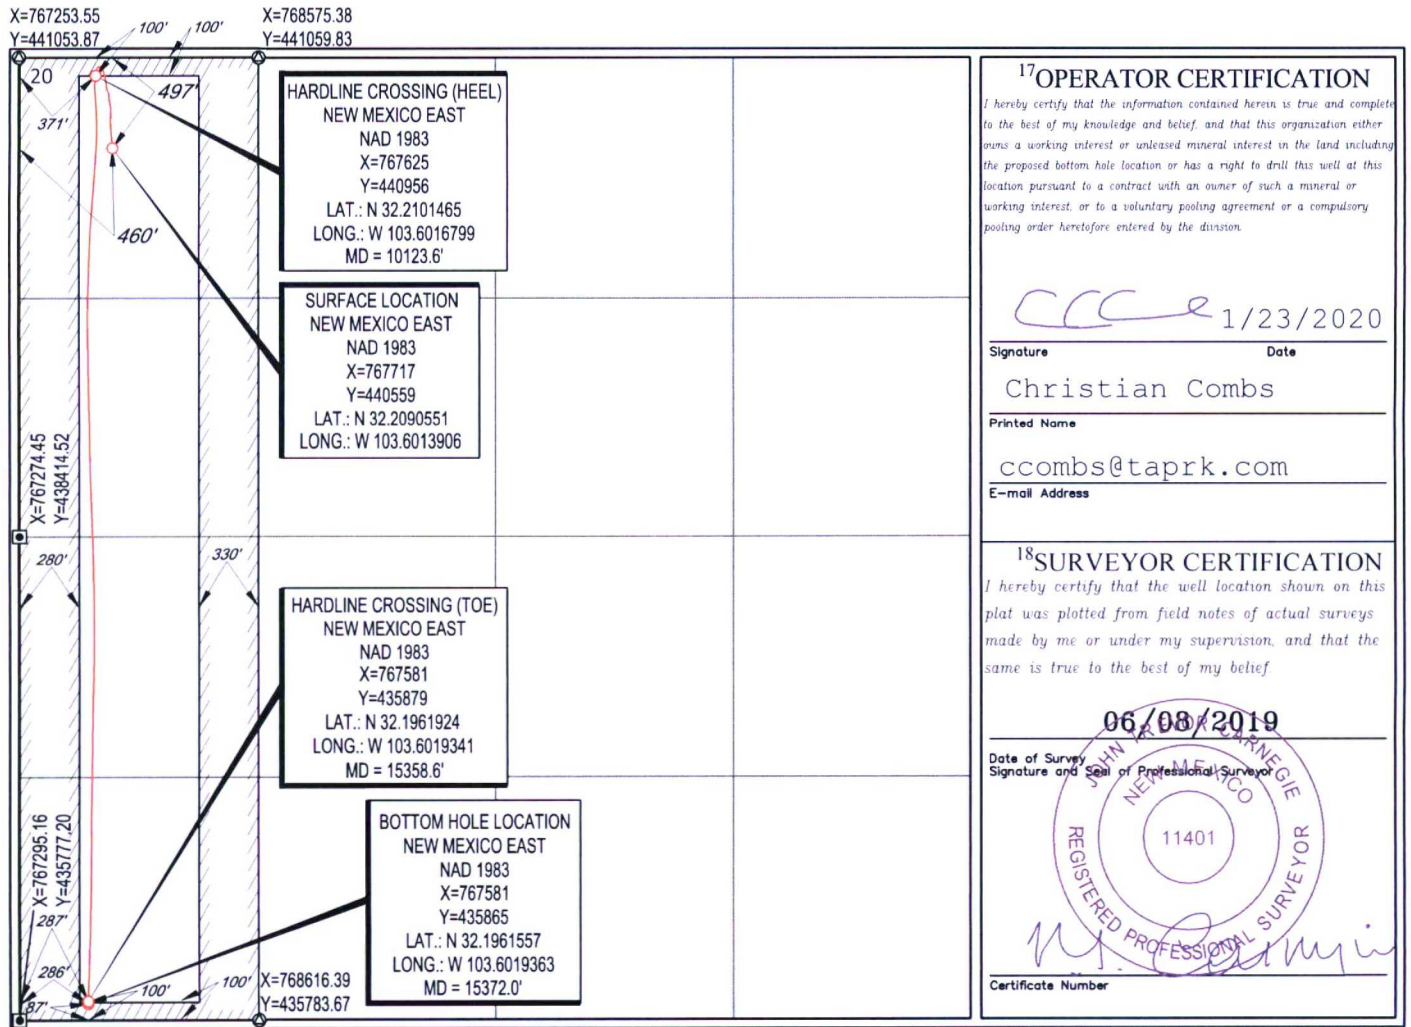 X=767253.55
Y=441053.87
100'
100'
X=768575.38
Y=441059.83
20
497'
371'
460'
HARDLINE CROSSING (HEEL)
NEW MEXICO EAST
NAD 1983
X=767625
Y=440956
LAT.: N 32.2101465
LONG.: W 103.6016799
MD = 10123.6'
SURFACE LOCATION
NEW MEXICO EAST
NAD 1983
X=767717
Y=440559
LAT.: N 32.2090551
LONG.: W 103.6013906
X=767274.45
Y=438414.52
280'
330'
HARDLINE CROSSING (TOE)
NEW MEXICO EAST
NAD 1983
X=767581
Y=435879
LAT.: N 32.1961924
LONG.: W 103.6019341
MD = 15358.6'
BOTTOM HOLE LOCATION
NEW MEXICO EAST
NAD 1983
X=767581
Y=435865
LAT.: N 32.1961557
LONG.: W 103.6019363
MD = 15372.0'
X=767295.16
Y=435777.20
287'
286'
87'
100'
100'
X=768616.39
Y=435783.67
17 OPERATOR CERTIFICATION
I hereby certify that the information contained herein is true and complete
to the best of my knowledge and belief, and that this organization either
owns a working interest or unleased mineral interest in the land including
the proposed bottom hole location or has a right to drill this well at this
location pursuant to a contract with an owner of such a mineral or
working interest, or to a voluntary pooling agreement or a compulsory
pooling order heretofore entered by the division
1/23/2020
Signature Date
Christian Combs
Printed Name
ccombs@taprk.com
E-mail Address
18 SURVEYOR CERTIFICATION
I hereby certify that the well location shown on this
plat was plotted from field notes of actual surveys
made by me or under my supervision, and that the
same is true to the best of my belief.
06/08/2019
Date of Survey
Signature and Seal of Professional Surveyor
JOHN TREVOR CARNEGIE
NEW MEXICO
11401
REGISTERED PROFESSIONAL SURVEYOR
Certificate Number